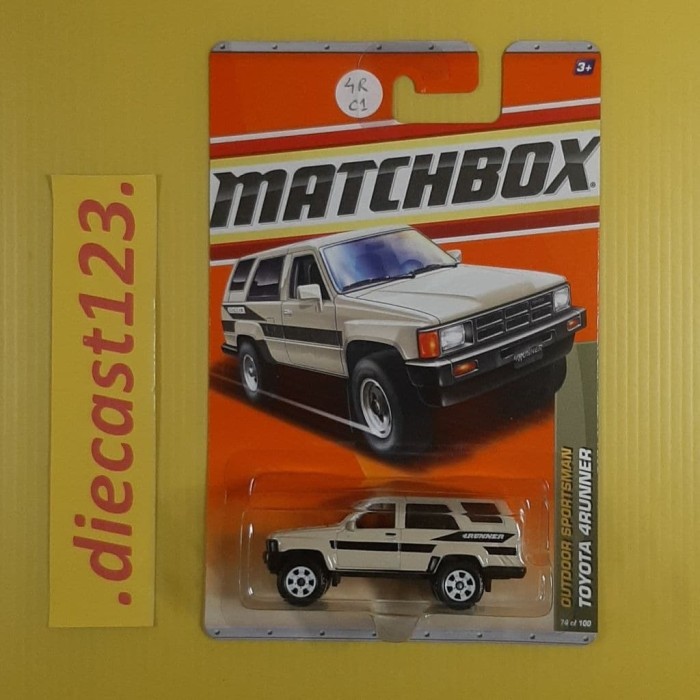 4R
C1
3+
MATCHBOX
.diecast123.
4RUNNER
OUTDOOR SPORTSMAN
TOYOTA 4RUNNER
74 of 100